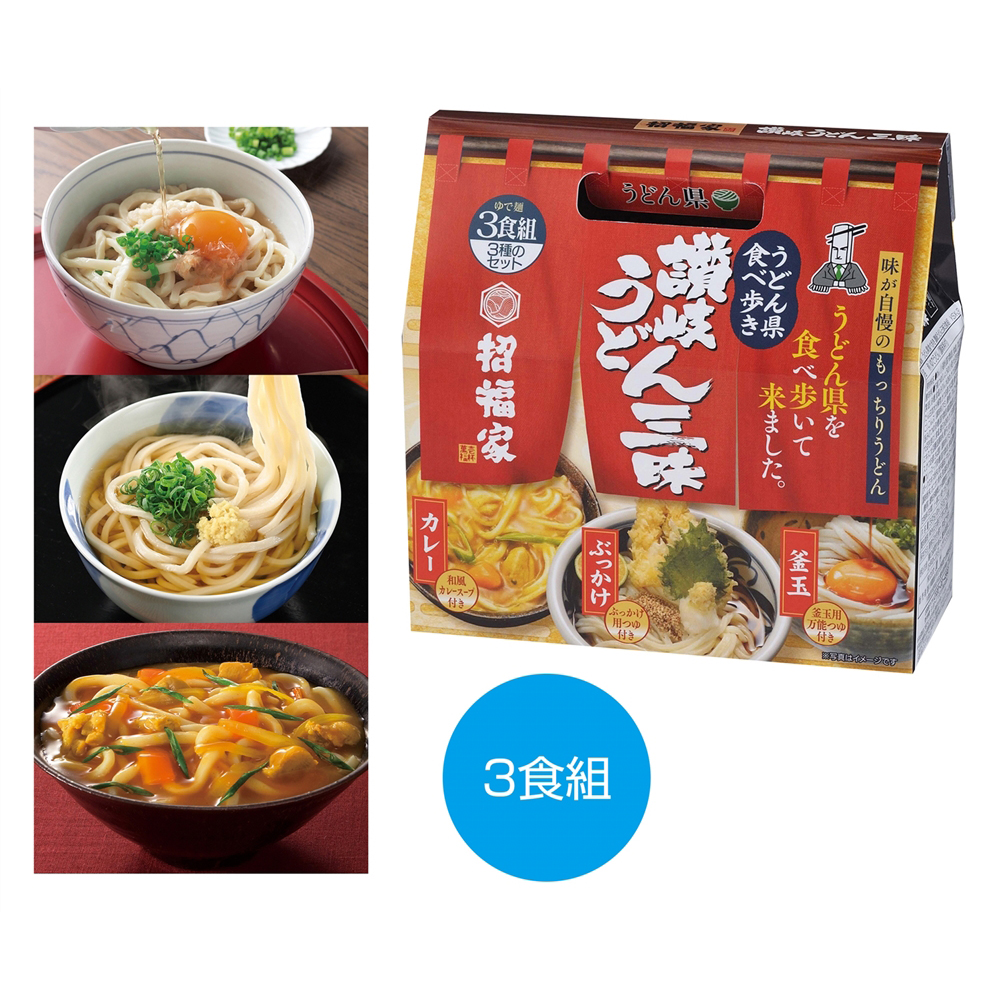 招福家
讃岐うどん三昧
うどん県
ゆで麺
3食組
3種の
セット
招福家
うどん県
食べ歩き
讃岐
うどん三昧
味が自慢のもっちりうどん
うどん県を
食べ歩いて
来ました。
カレー
和風
カレースープ
付き
ぶっかけ
ぶっかけ
用つゆ
付き
釜玉
釜玉用
万能つゆ
付き
※写真はイメージです
3食組